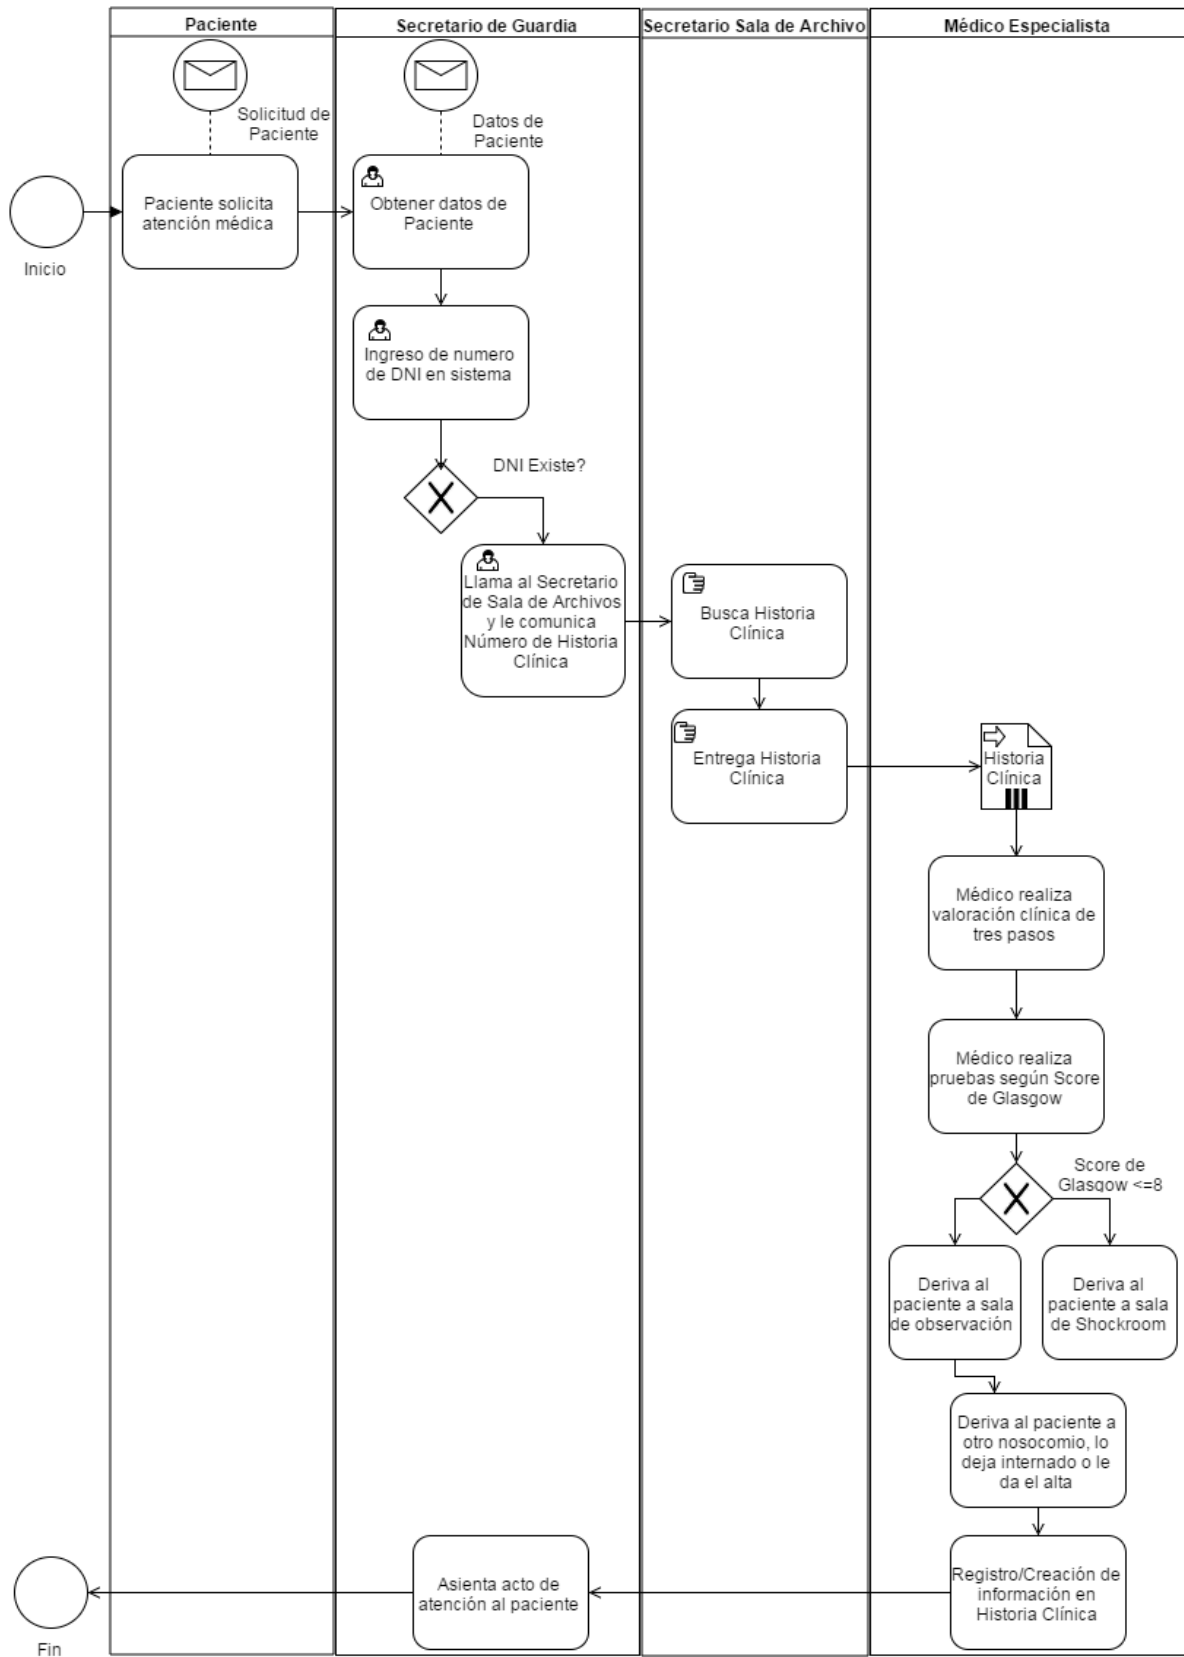 Paciente
Secretario de Guardia
Secretario Sala de Archivo
Médico Especialista
Solicitud de
Paciente
Datos de
Paciente
Paciente solicita
atención médica
Obtener datos de
Paciente
Inicio
Ingreso de numero
de DNI en sistema
DNI Existe?
Llama al Secretario
de Sala de Archivos
y le comunica
Número de Historia
Clínica
Busca Historia
Clínica
Entrega Historia
Clínica
Historia
Clínica
Médico realiza
valoración clínica de
tres pasos
Médico realiza
pruebas según Score
de Glasgow
Score de
Glasgow <=8
Deriva al
paciente a sala
de observación
Deriva al
paciente a sala
de Shockroom
Deriva al paciente a
otro nosocomio, lo
deja internado o le
da el alta
Registro/Creación de
información en
Historia Clínica
Asienta acto de
atención al paciente
Fin